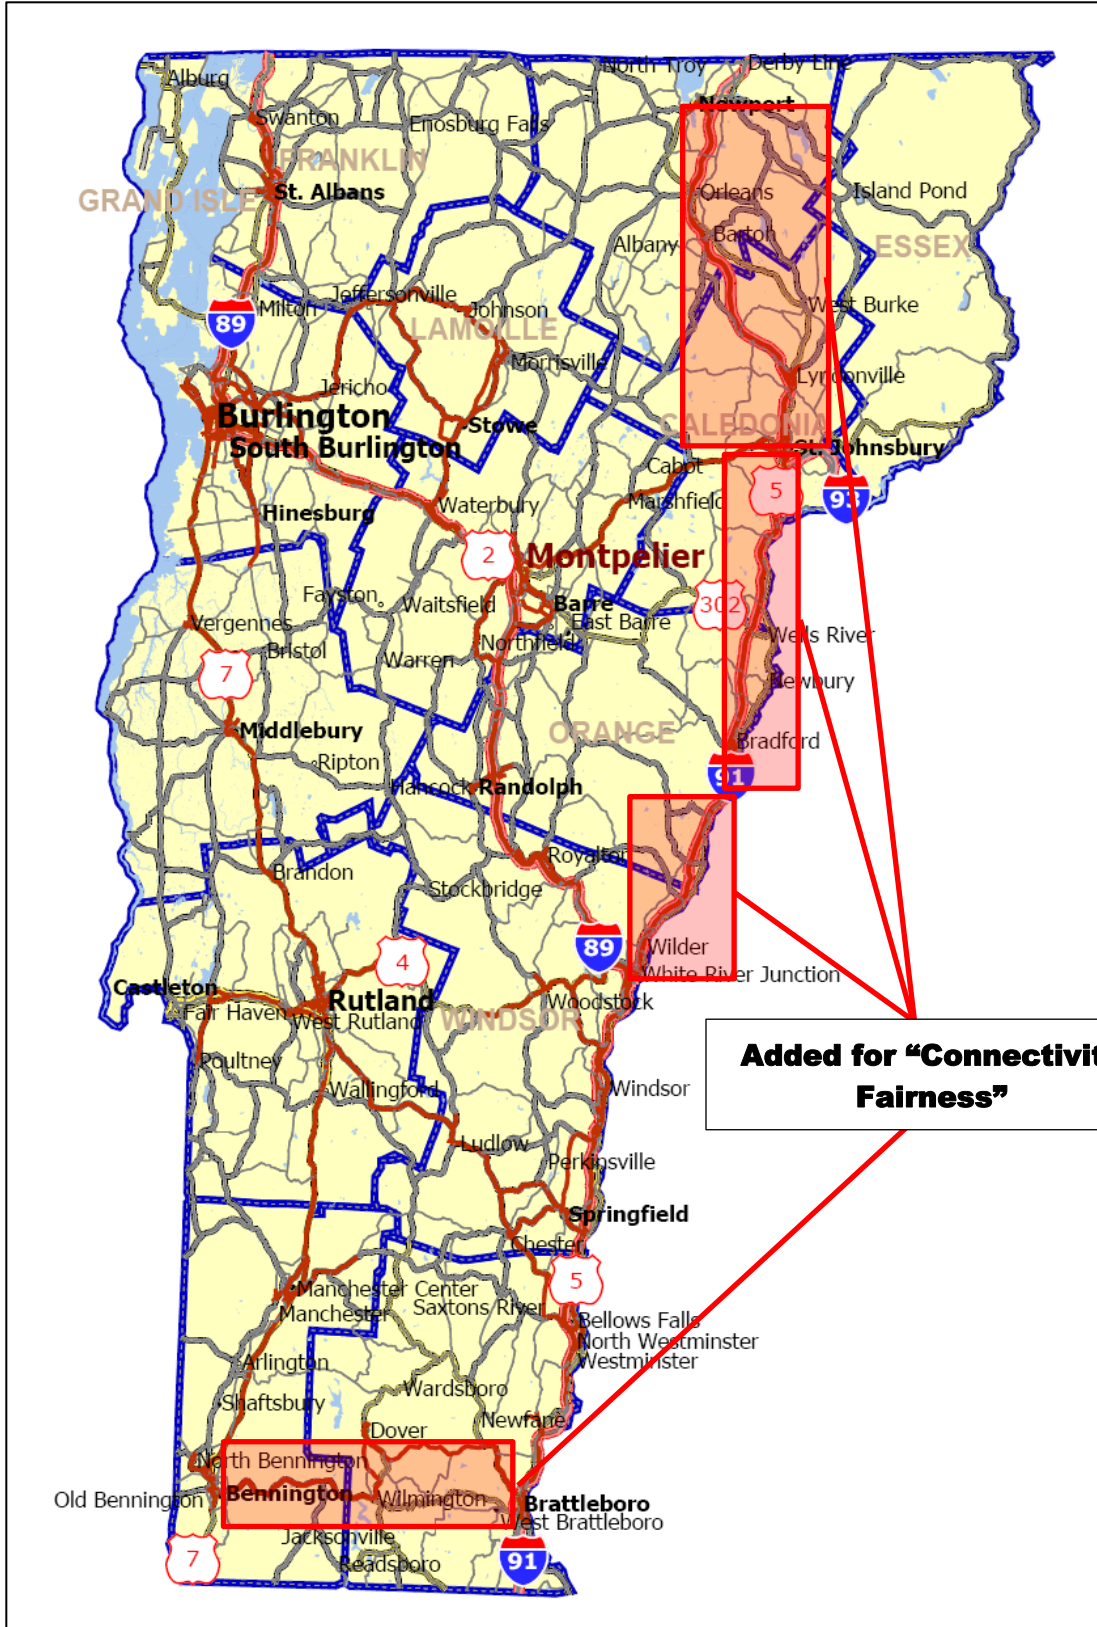 North Troy
Derby Line
Alburg
Newport
Swanton
Enosburg Falls
FRANKLIN
St. Albans
Orleans
Island Pond
GRAND ISLE
Barton
Albany
ESSEX
Jeffersonville
Milton
Johnson
West Burke
89
LAMOILLE
Morrisville
Jericho
Lyndonville
Burlington
Stowe
CALEDONIA
South Burlington
St. Johnsbury
Cabot
5
93
Waterbury
Marshfield
Hinesburg
2
Montpelier
Fayston
Waitsfield
Barre
302
Vergennes
East Barre
Wells River
Bristol
Northfield
Warren
7
Newbury
Middlebury
ORANGE
Bradford
Ripton
91
Hancock
Randolph
Royalton
Brandon
Stockbridge
89
Wilder
4
White River Junction
Castleton
Rutland
Woodstock
Fair Haven
West Rutland
WINDSOR
Added for “Connectivit
Fairness”
Poultney
Wallingford
Windsor
Ludlow
Perkinsville
Springfield
Chester
5
Manchester Center
Saxtons River
Manchester
Bellows Falls
North Westminster
Westminster
Arlington
Wardsboro
Shaftsbury
Newfane
Dover
North Bennington
Bennington
Old Bennington
Wilmington
Brattleboro
West Brattleboro
Jacksonville
7
Readsboro
91